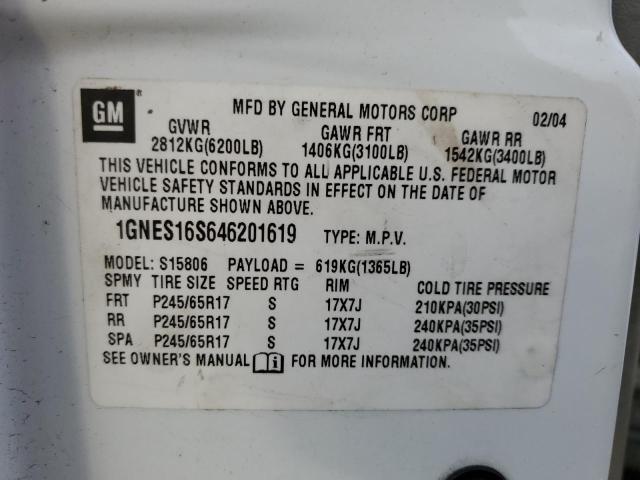 GM
MFD BY GENERAL MOTORS CORP 02/04
GVWR GAWR FRT GAWR RR
2812KG(6200LB) 1406KG(3100LB) 1542KG(3400LB)
THIS VEHICLE CONFORMS TO ALL APPLICABLE U.S. FEDERAL MOTOR
VEHICLE SAFETY STANDARDS IN EFFECT ON THE DATE OF
MANUFACTURE SHOWN ABOVE.
1GNES16S646201619 TYPE: M.P.V.
MODEL: S15806 PAYLOAD = 619KG(1365LB)
SPMY TIRE SIZE SPEED RTG RIM COLD TIRE PRESSURE
FRT P245/65R17 S 17X7J 210KPA(30PSI)
RR P245/65R17 S 17X7J 240KPA(35PSI)
SPA P245/65R17 S 17X7J 240KPA(35PSI)
SEE OWNER'S MANUAL i FOR MORE INFORMATION.